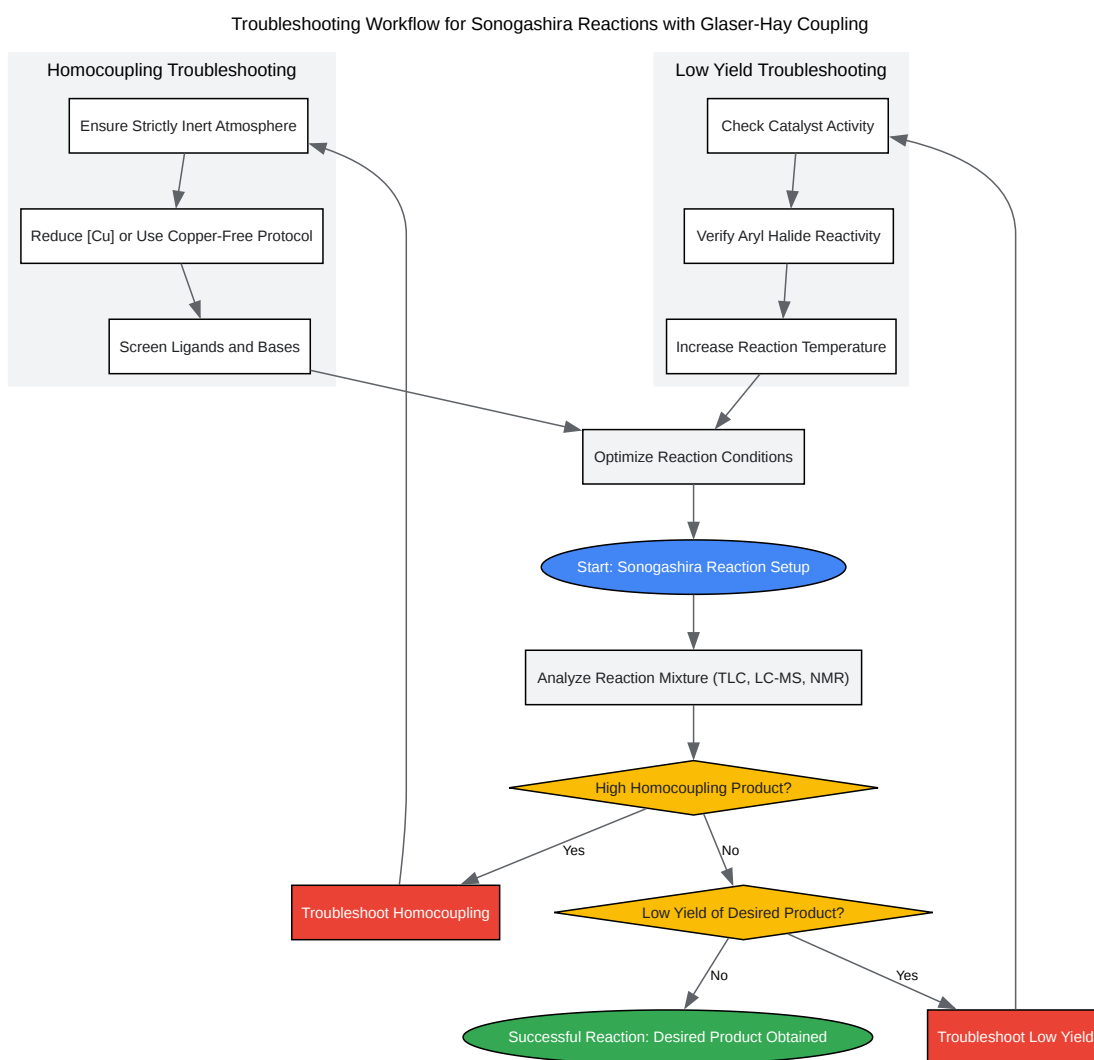 Troubleshooting Workflow for Sonogashira Reactions with Glaser-Hay Coupling
Homocoupling Troubleshooting
Ensure Strictly Inert Atmosphere
Reduce [Cu] or Use Copper-Free Protocol
Screen Ligands and Bases
Low Yield Troubleshooting
Check Catalyst Activity
Verify Aryl Halide Reactivity
Increase Reaction Temperature
Optimize Reaction Conditions
Start: Sonogashira Reaction Setup
Analyze Reaction Mixture (TLC, LC-MS, NMR)
High Homocoupling Product?
Yes
No
Troubleshoot Homocoupling
Low Yield of Desired Product?
No
Yes
Successful Reaction: Desired Product Obtained
Troubleshoot Low Yield